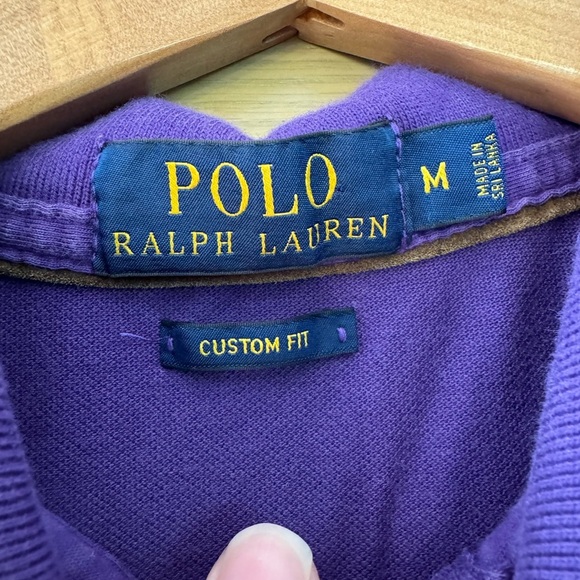 POLO
RALPH LAUREN
M
MADE IN
SRI LANKA
CUSTOM FIT